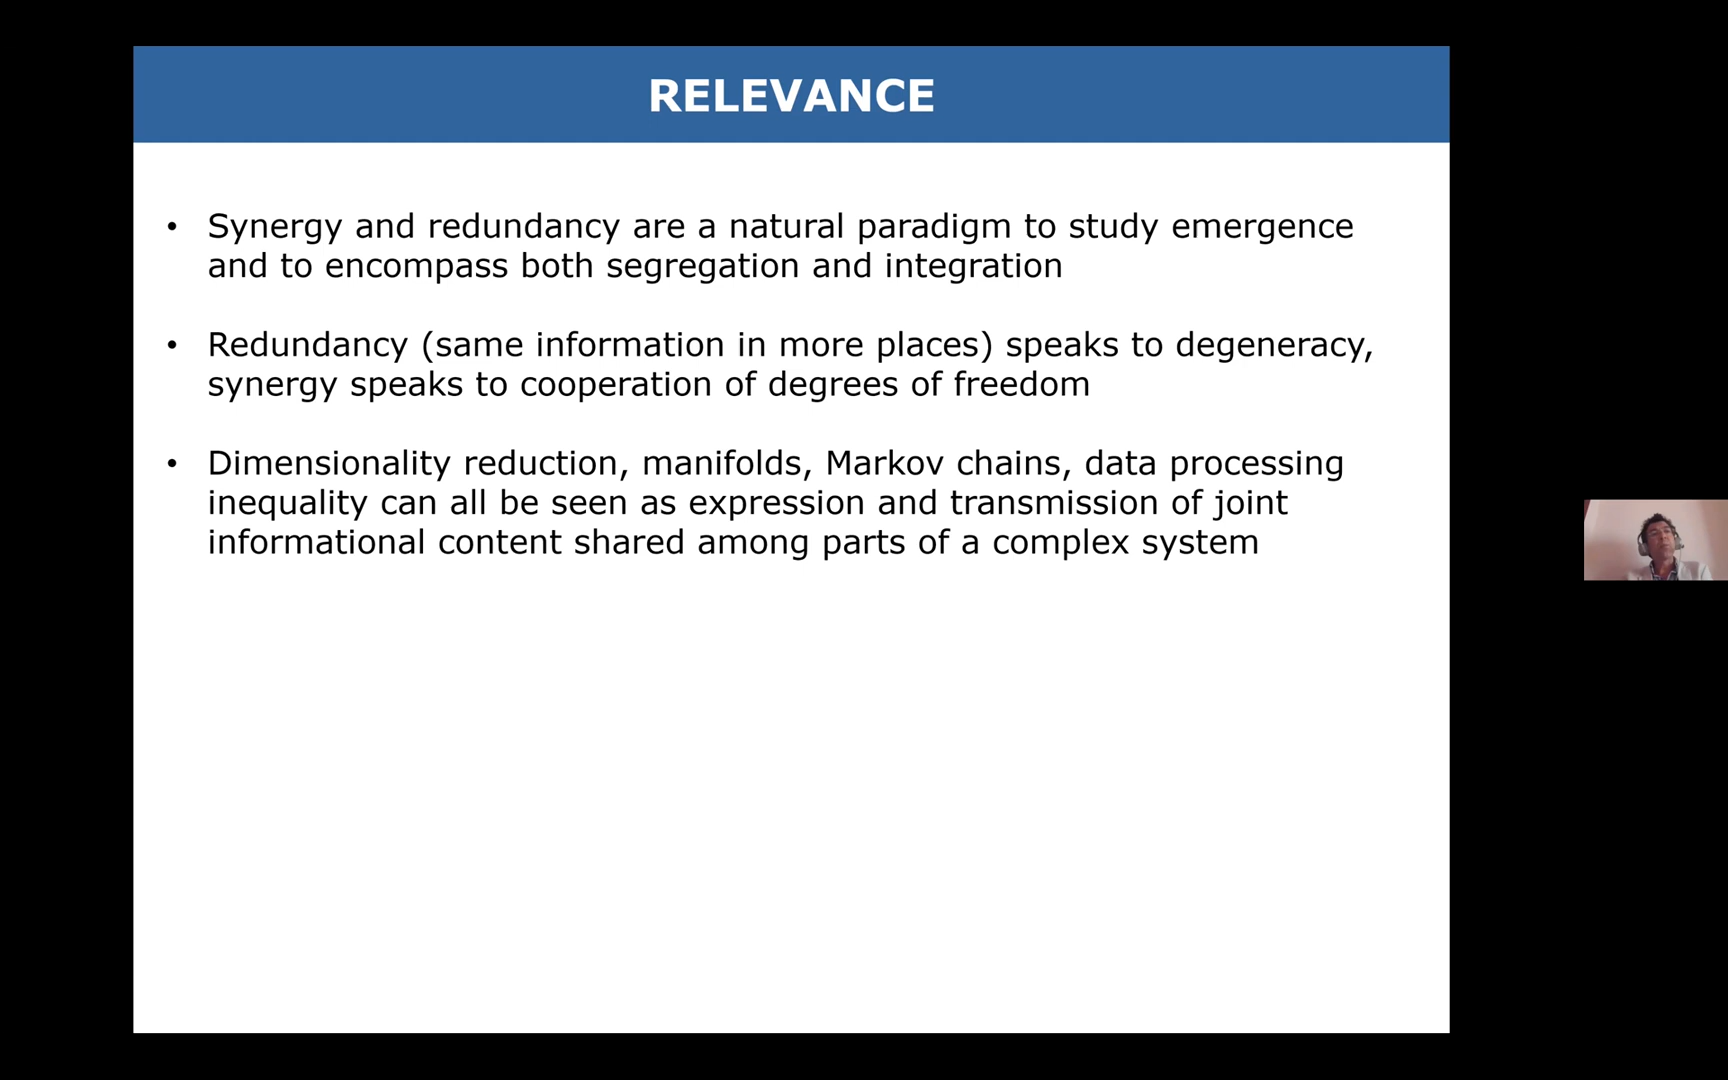 RELEVANCE
• Synergy and redundancy are a natural paradigm to study emergence
and to encompass both segregation and integration
• Redundancy (same information in more places) speaks to degeneracy,
synergy speaks to cooperation of degrees of freedom
• Dimensionality reduction, manifolds, Markov chains, data processing
inequality can all be seen as expression and transmission of joint
informational content shared among parts of a complex system